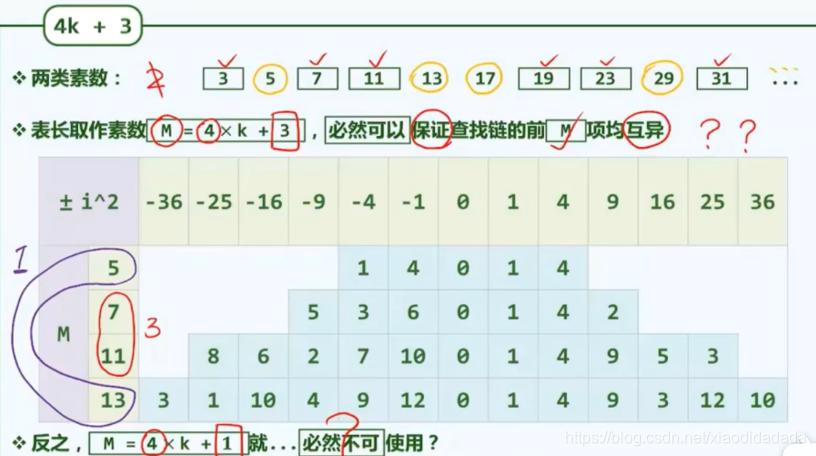 4k + 3
❖ 两类素数： 2 3 5 7 11 13 17 19 23 29 31 ...
❖ 表长取作素数 M = 4 × k + 3 ，必然可以 保证查找链的前 M 项均互异 ? ?
± i^2 -36 -25 -16 -9 -4 -1 0 1 4 9 16 25 36
1 5 1 4 0 1 4
7 5 3 6 0 1 4 2
M 3
11 8 6 2 7 10 0 1 4 9 5 3
13 3 1 10 4 9 12 0 1 4 9 3 12 10
❖ 反之， M = 4 × k + 1 就...必然不可使用？ ?
https://blog.csdn.net/xiaodidadada